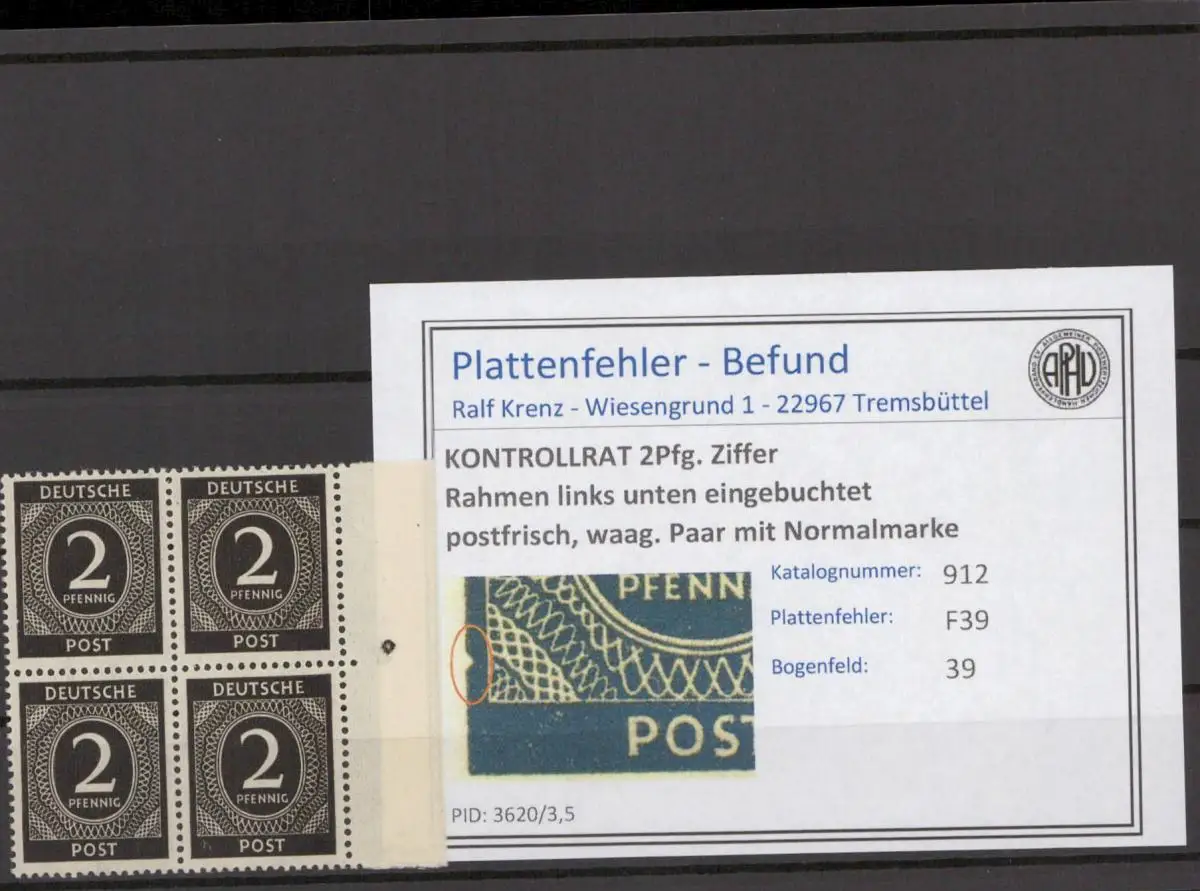 DEUTSCHE
2
PFENNIG
POST
DEUTSCHE
2
PFENNIG
POST
DEUTSCHE
2
PFENNIG
POST
DEUTSCHE
2
PFENNIG
POST
Plattenfehler - Befund
Ralf Krenz - Wiesengrund 1 - 22967 Tremsbüttel
APHV
KONTROLLRAT 2Pfg. Ziffer
Rahmen links unten eingebuchtet
postfrisch, waag. Paar mit Normalmarke
PFENN
POST
Katalognummer: 912
Plattenfehler: F39
Bogenfeld: 39
PID: 3620/3,5